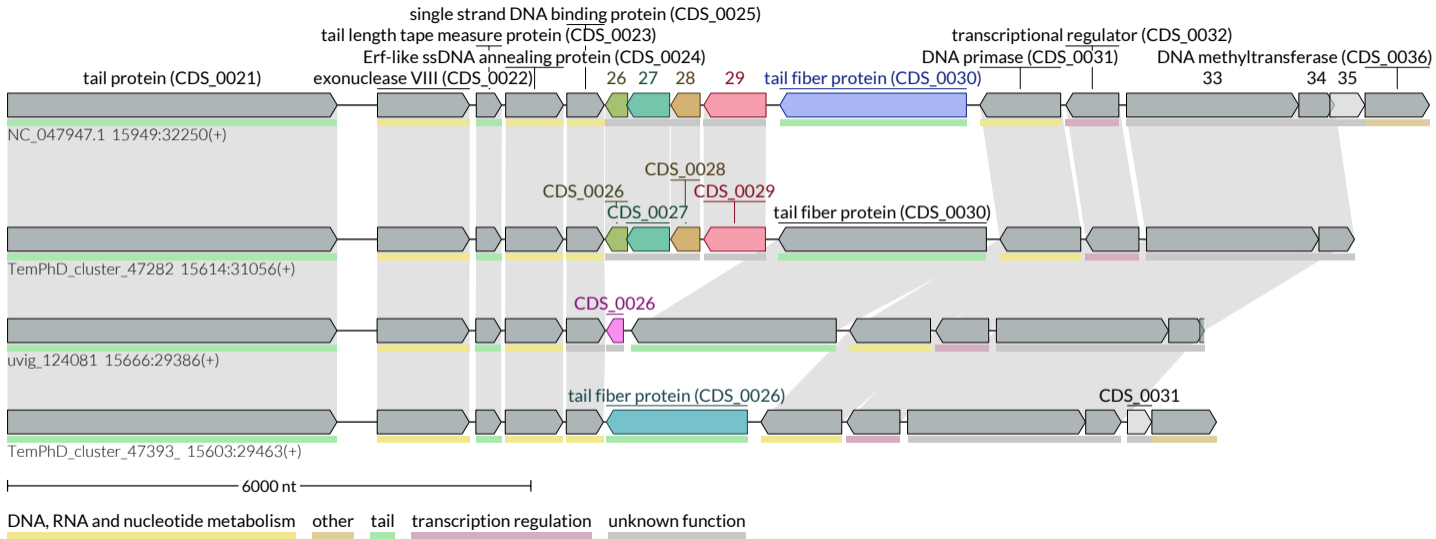 single strand DNA binding protein (CDS_0025)
tail length tape measure protein (CDS_0023)
transcriptional regulator (CDS_0032)
Erf-like ssDNA annealing protein (CDS_0024)
DNA primase (CDS_0031)
DNA methyltransferase (CDS_0036)
tail protein (CDS_0021)
exonuclease VIII (CDS_0022)
26 27 28 29
tail fiber protein (CDS_0030)
33 34 35
NC_047947.1 15949:32250(+)
CDS_0028
CDS_0026
CDS_0029
CDS_0027
tail fiber protein (CDS_0030)
TemPhD_cluster_47282 15614:31056(+)
CDS_0026
uvig_124081 15666:29386(+)
tail fiber protein (CDS_0026)
CDS_0031
TemPhD_cluster_47393_ 15603:29463(+)
6000 nt
DNA, RNA and nucleotide metabolism other tail transcription regulation unknown function